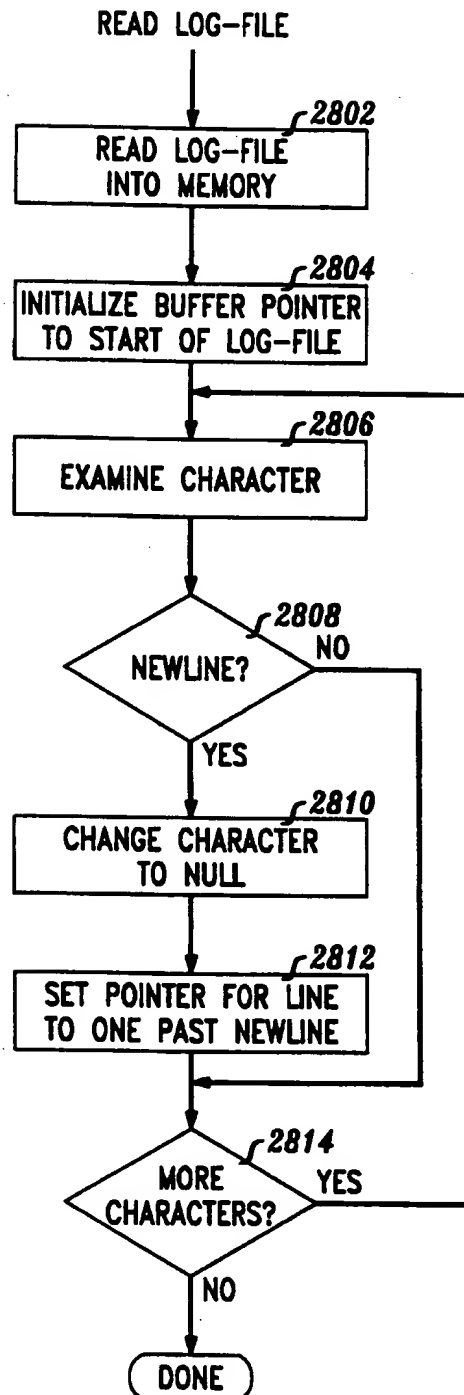 READ LOG-FILE
2802
READ LOG-FILE
INTO MEMORY
2804
INITIALIZE BUFFER POINTER
TO START OF LOG-FILE
2806
EXAMINE CHARACTER
2808
NEWLINE?
NO
YES
2810
CHANGE CHARACTER
TO NULL
2812
SET POINTER FOR LINE
TO ONE PAST NEWLINE
2814
MORE
CHARACTERS?
YES
NO
DONE